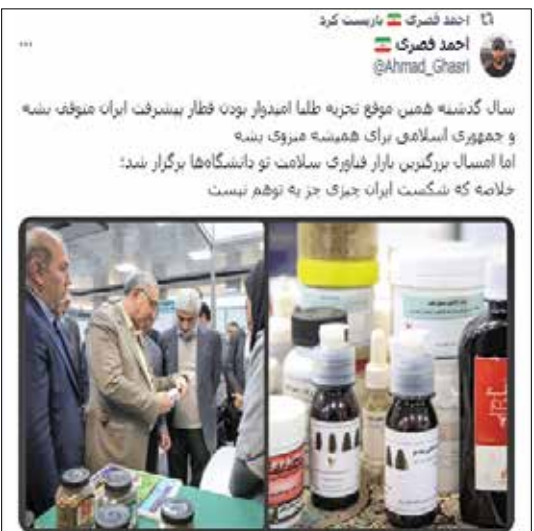 احمد قصری بازپست کرد
احمد قصری
@Ahmad_Ghasri
سال گذشته همین موقع تجزیه طلبا امیدوار بودن قطار پیشرفت ایران متوقف بشه
و جمهوری اسلامی برای همیشه منزوی بشه
اما امسال بزرگترین بازار فناوری سلامت تو دانشگاه‌ها برگزار شد؛
خلاصه که شکست ایران چیزی جز یه توهم نیست